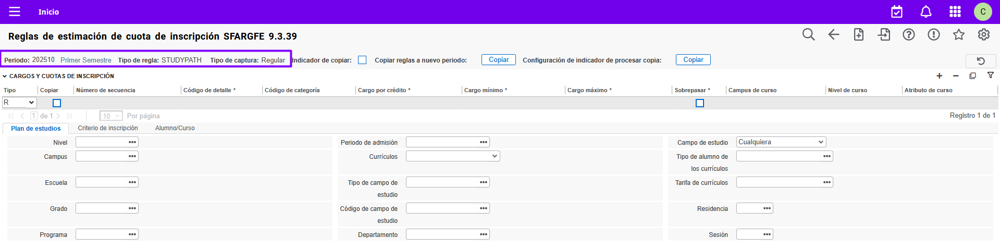 Inicio
C
Reglas de estimación de cuota de inscripción SFARGFE 9.3.39
Periodo: 202510 Primer Semestre Tipo de regla: STUDYPATH Tipo de captura: Regular Indicador de copiar: Copiar reglas a nuevo periodo: Copiar Configuración de indicador de procesar copia: Copiar
CARGOS Y CUOTAS DE INSCRIPCIÓN
Tipo Copiar Número de secuencia Código de detalle * Código de categoría Cargo por crédito * Cargo mínimo * Cargo máximo * Sobrepasar * Campus de curso Nivel de curso Atributo de curso
R
1 de 1 10 Por página Registro 1 de 1
Plan de estudios Criterio de inscripción Alumno/Curso
Nivel Periodo de admisión Campo de estudio Cualquiera
Campus Currículos Tipo de alumno de
los currículos
Escuela Tipo de campo de Tarifa de currículos
estudio
Grado Código de campo de Residencia
estudio
Programa Departamento Sesión